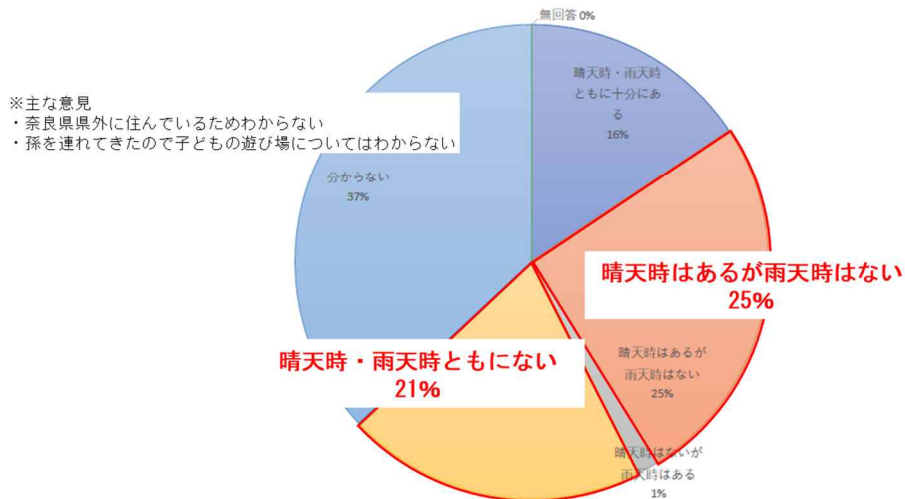 無回答 0%
晴天時・雨天時
ともに十分にあ
る
16%
※主な意見
・奈良県県外に住んでいるためわからない
・孫を連れてきたので子どもの遊び場についてはわからない
分からない
37%
晴天時はあるが雨天時はない
25%
晴天時・雨天時ともにない
21%
晴天時はあるが
雨天時はない
25%
晴天時はないが
雨天時はある
1%